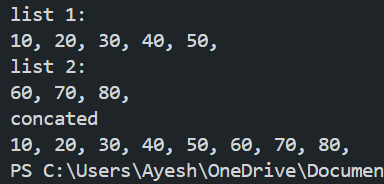 list 1:
10, 20, 30, 40, 50,
list 2:
60, 70, 80,
concated
10, 20, 30, 40, 50, 60, 70, 80,
PS C:\Users\Ayesh\OneDrive\Documen